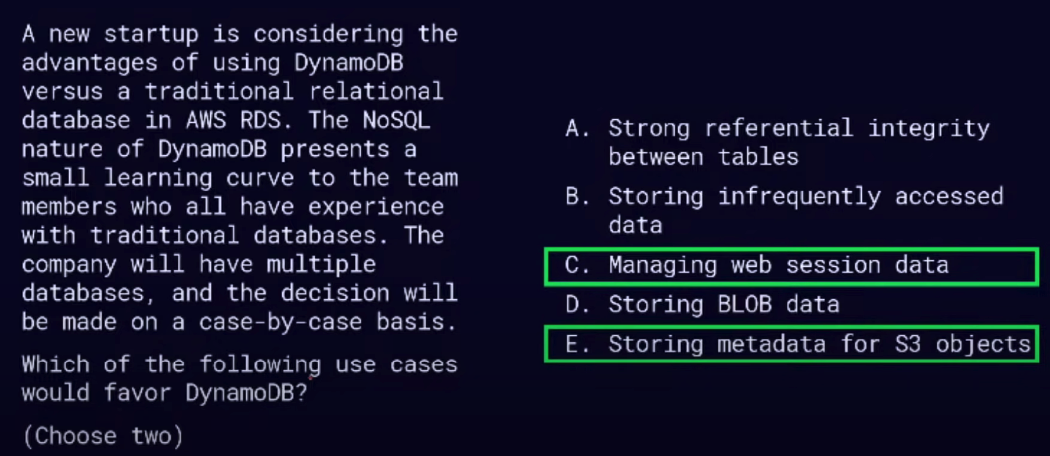 A new startup is considering the
advantages of using DynamoDB
versus a traditional relational
database in AWS RDS. The NoSQL
nature of DynamoDB presents a
small learning curve to the team
members who all have experience
with traditional databases. The
company will have multiple
databases, and the decision will
be made on a case-by-case basis.
Which of the following use cases
would favor DynamoDB?
(Choose two)
A. Strong referential integrity
between tables
B. Storing infrequently accessed
data
C. Managing web session data
D. Storing BLOB data
E. Storing metadata for S3 objects